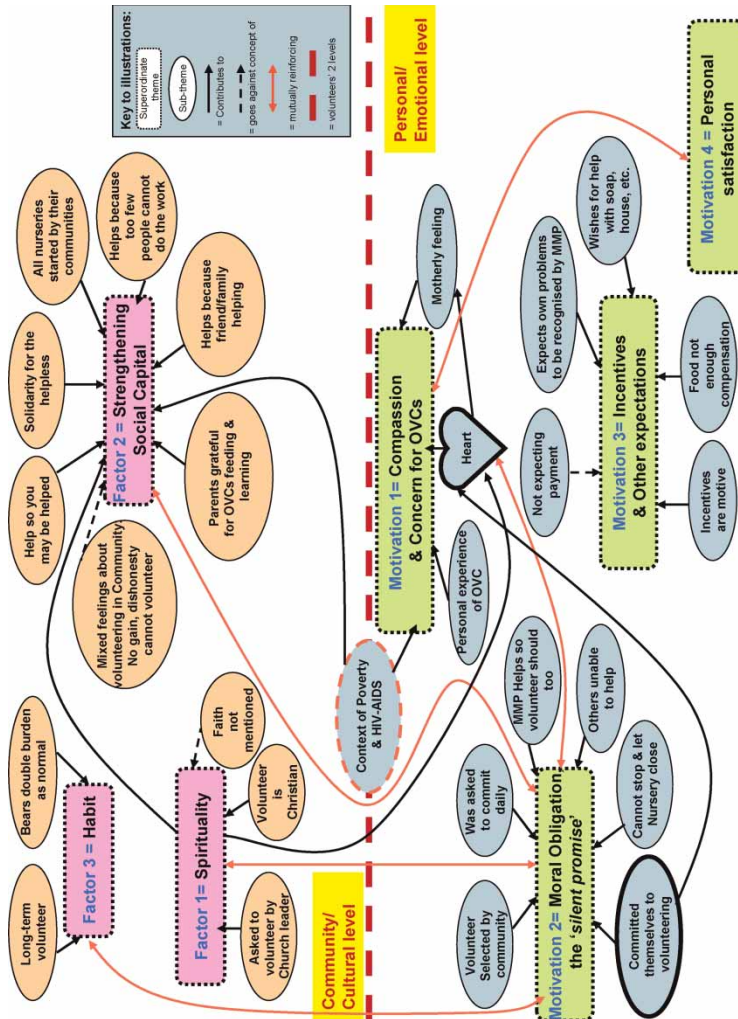 Key to illustrations:
Superordinate
theme
Sub-theme
= Contributes to
= goes against concept of
= mutually reinforcing
= volunteers' 2 levels
Community/
Cultural level
Personal/
Emotional level
Long-term
volunteer
Bears double burden
as normal
Factor 3 = Habit
Asked to
volunteer by
Church leader
Volunteer
is
Christian
Faith
not
mentioned
Factor 1= Spirituality
Help so you
may be helped
Solidarity for the
helpless
All nurseries
started by their
communities
Helps because
too few
people cannot
do the work
Helps because
friend/family
helping
Parents grateful
for OVCs feeding &
learning
Mixed feelings about
volunteering in Community:
No gain, dishonesty
cannot volunteer
Factor 2 = Strengthening
Social Capital
Context of Poverty
& HIV-AIDS
Motivation 1= Compassion
& Concern for OVCs
Motherly feeling
Personal experience
of OVC
Heart
Volunteer
Selected by
community
Was asked
to commit
daily
MMP Helps so
volunteer should
too
Others unable
to help
Cannot stop & let
Nursery close
Committed
themselves to
volunteering
Motivation 2= Moral Obligation:
the 'silent promise'
Not expecting
payment
Expects own problems
to be recognised by MMP
Wishes for help
with soap,
house, etc.
Incentives
are motive
Food not
enough
compensation
Motivation 3= Incentives
& Other expectations
Motivation 4 = Personal
satisfaction